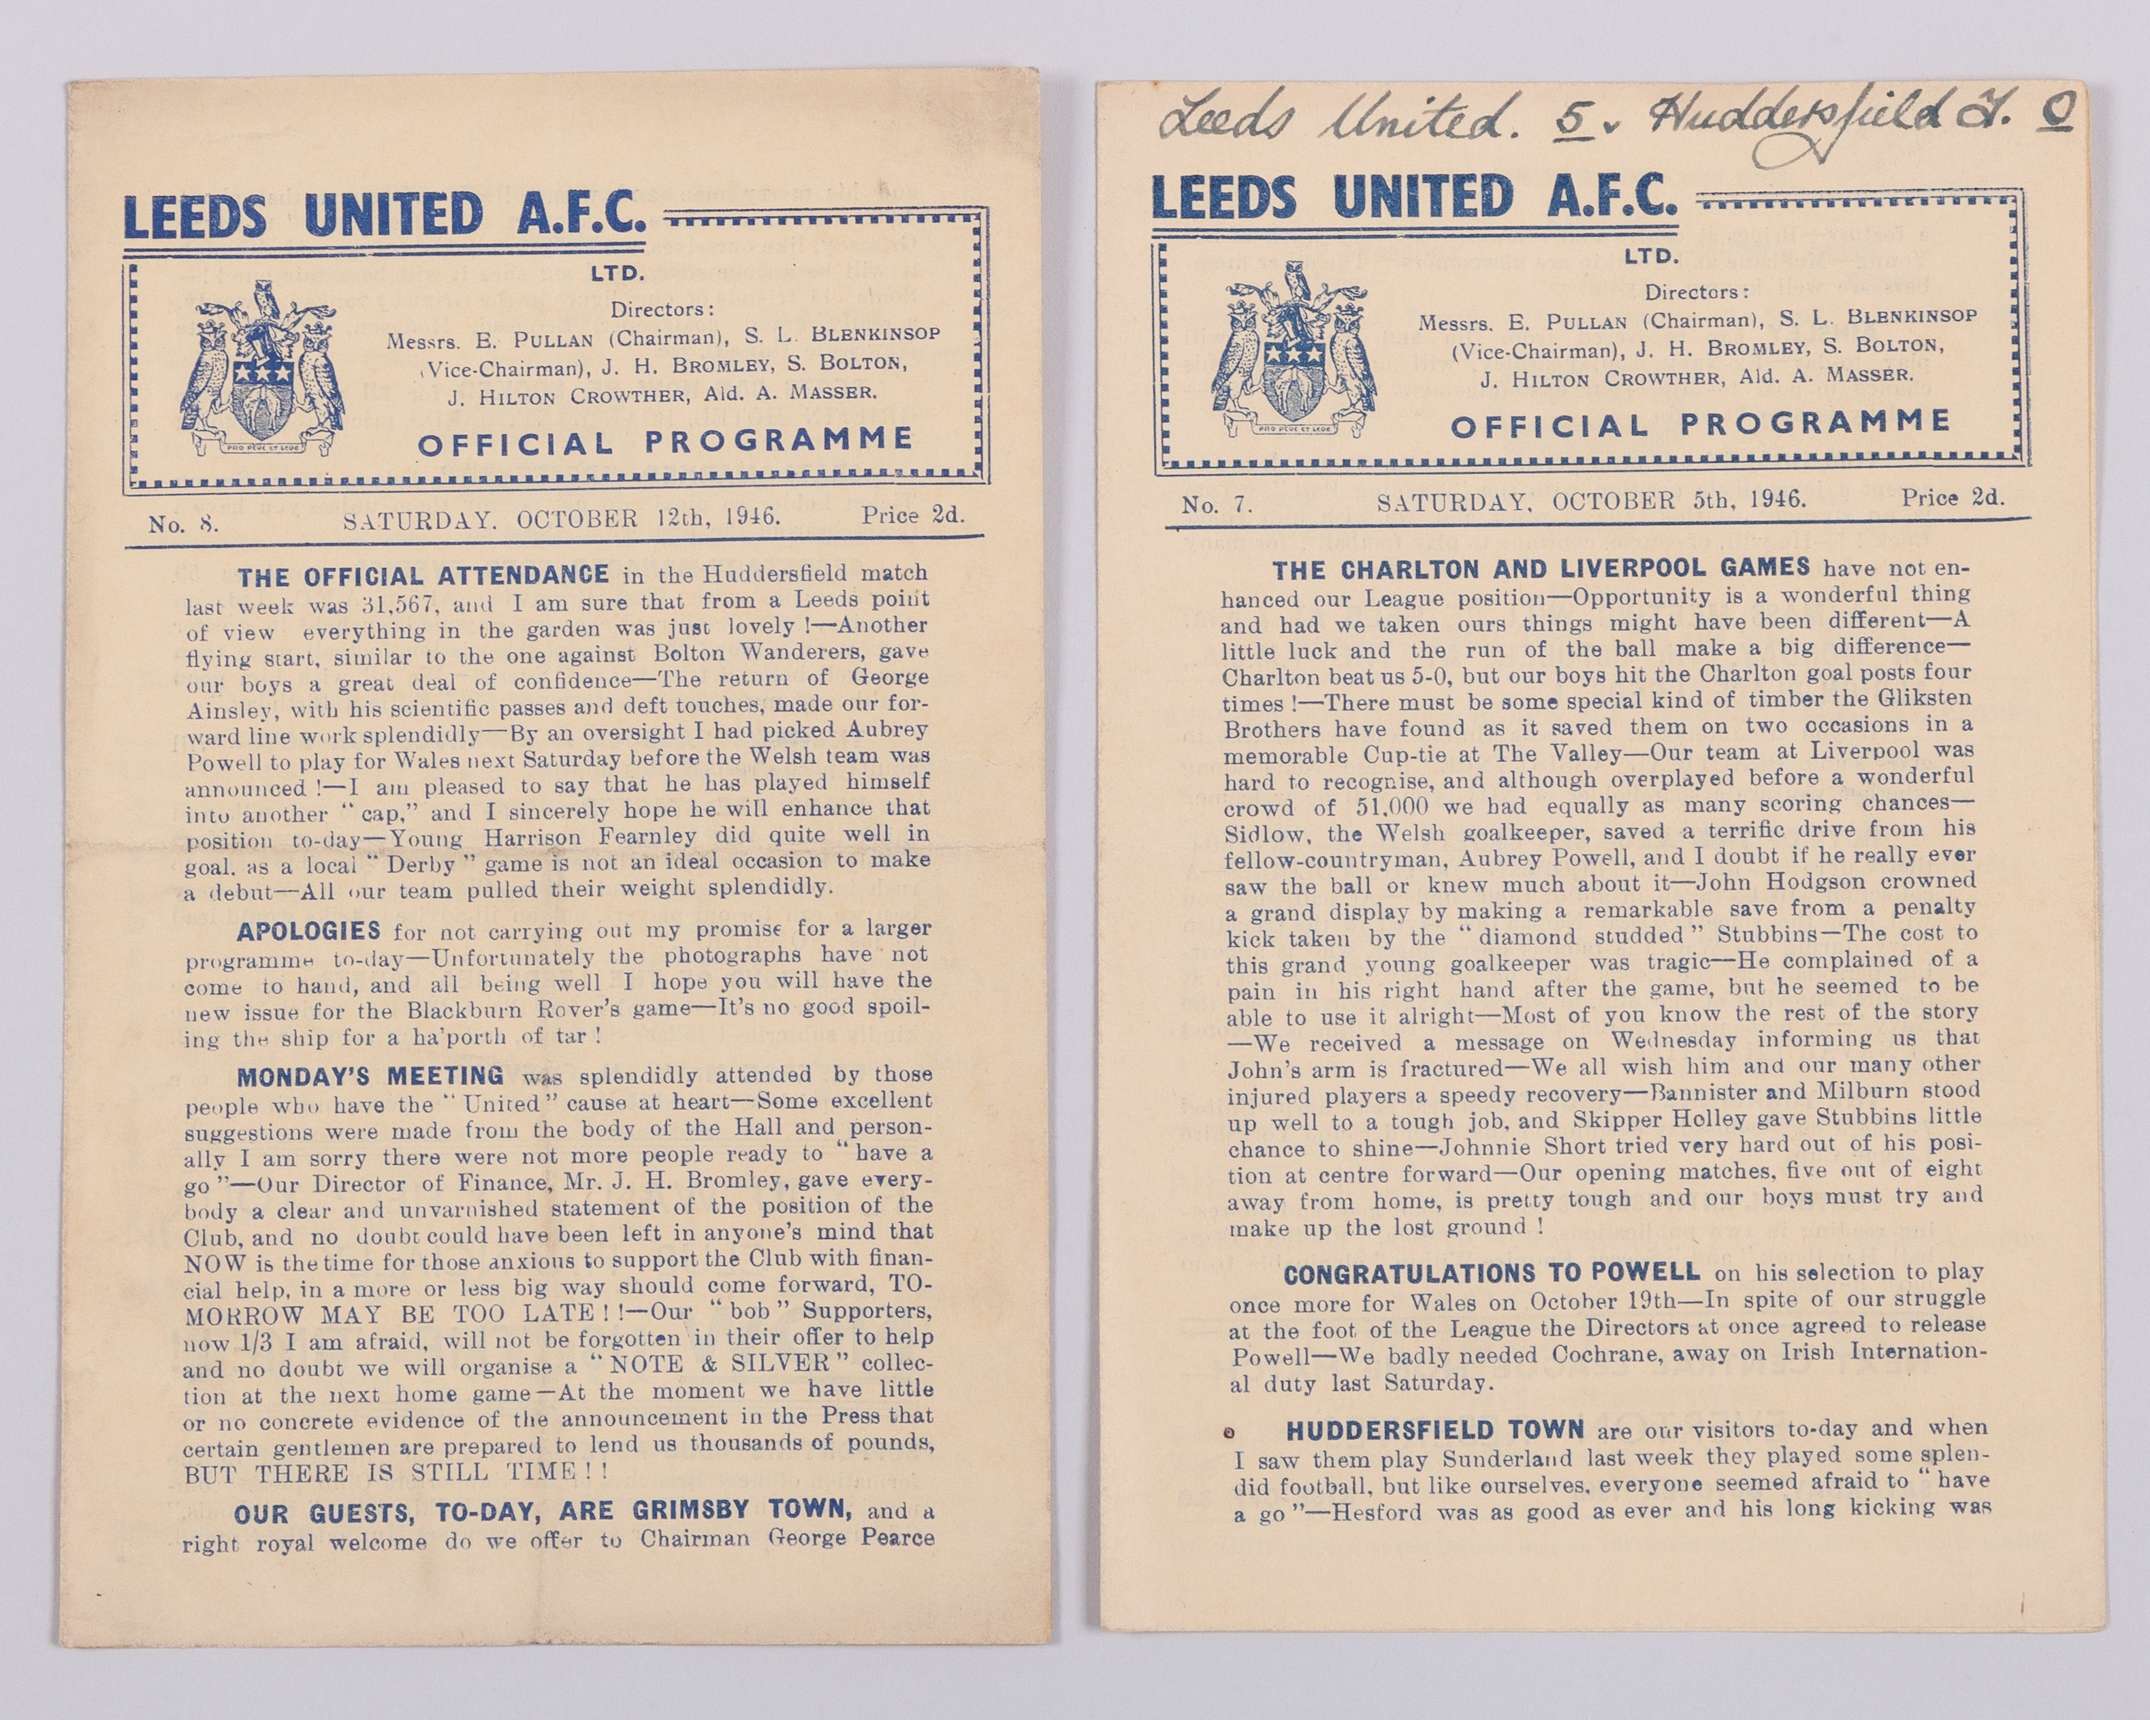 LEEDS UNITED A.F.C.
LTD.
Directors:
Messrs. E. PULLAN (Chairman), S. L. BLENKINSOP
(Vice-Chairman), J. H. BROMLEY, S. BOLTON,
J. HILTON CROWTHER, Ald. A. MASSER.
OFFICIAL PROGRAMME
PRO REGE ET LEGE
No. 8. SATURDAY. OCTOBER 12th, 1946. Price 2d.
THE OFFICIAL ATTENDANCE in the Huddersfield match
last week was 31,567, and I am sure that from a Leeds point
of view everything in the garden was just lovely !—Another
flying start, similar to the one against Bolton Wanderers, gave
our boys a great deal of confidence—The return of George
Ainsley, with his scientific passes and deft touches, made our for-
ward line work splendidly—By an oversight I had picked Aubrey
Powell to play for Wales next Saturday before the Welsh team was
announced !—I am pleased to say that he has played himself
into another "cap," and I sincerely hope he will enhance that
position to-day—Young Harrison Fearnley did quite well in
goal, as a local "Derby" game is not an ideal occasion to make
a debut—All our team pulled their weight splendidly.
APOLOGIES for not carrying out my promise for a larger
programme to-day—Unfortunately the photographs have not
come to hand, and all being well I hope you will have the
new issue for the Blackburn Rover's game—It's no good spoil-
ing the ship for a ha'porth of tar !
MONDAY'S MEETING was splendidly attended by those
people who have the "United" cause at heart—Some excellent
suggestions were made from the body of the Hall and person-
ally I am sorry there were not more people ready to "have a
go"—Our Director of Finance, Mr. J. H. Bromley, gave every-
body a clear and unvarnished statement of the position of the
Club, and no doubt could have been left in anyone's mind that
NOW is the time for those anxious to support the Club with finan-
cial help, in a more or less big way should come forward, TO-
MORROW MAY BE TOO LATE ! !—Our "bob" Supporters,
now 1/3 I am afraid, will not be forgotten in their offer to help
and no doubt we will organise a "NOTE & SILVER" collec-
tion at the next home game—At the moment we have little
or no concrete evidence of the announcement in the Press that
certain gentlemen are prepared to lend us thousands of pounds,
BUT THERE IS STILL TIME ! !
OUR GUESTS, TO-DAY, ARE GRIMSBY TOWN, and a
right royal welcome do we offer to Chairman George Pearce
Leeds United. 5 v Huddersfield T. 0
LEEDS UNITED A.F.C.
LTD.
Directors:
Messrs. E. PULLAN (Chairman), S. L. BLENKINSOP
(Vice-Chairman), J. H. BROMLEY, S. BOLTON,
J. HILTON CROWTHER, Ald. A. MASSER.
OFFICIAL PROGRAMME
PRO REGE ET LEGE
No. 7. SATURDAY, OCTOBER 5th, 1946. Price 2d.
THE CHARLTON AND LIVERPOOL GAMES have not en-
hanced our League position—Opportunity is a wonderful thing
and had we taken ours things might have been different—A
little luck and the run of the ball make a big difference—
Charlton beat us 5-0, but our boys hit the Charlton goal posts four
times !—There must be some special kind of timber the Gliksten
Brothers have found as it saved them on two occasions in a
memorable Cup-tie at The Valley—Our team at Liverpool was
hard to recognise, and although overplayed before a wonderful
crowd of 51,000 we had equally as many scoring chances—
Sidlow, the Welsh goalkeeper, saved a terrific drive from his
fellow-countryman, Aubrey Powell, and I doubt if he really ever
saw the ball or knew much about it—John Hodgson crowned
a grand display by making a remarkable save from a penalty
kick taken by the "diamond studded" Stubbins—The cost to
this grand young goalkeeper was tragic—He complained of a
pain in his right hand after the game, but he seemed to be
able to use it alright—Most of you know the rest of the story
—We received a message on Wednesday informing us that
John's arm is fractured—We all wish him and our many other
injured players a speedy recovery—Bannister and Milburn stood
up well to a tough job, and Skipper Holley gave Stubbins little
chance to shine—Johnnie Short tried very hard out of his posi-
tion at centre forward—Our opening matches, five out of eight
away from home, is pretty tough and our boys must try and
make up the lost ground !
CONGRATULATIONS TO POWELL on his selection to play
once more for Wales on October 19th—In spite of our struggle
at the foot of the League the Directors at once agreed to release
Powell—We badly needed Cochrane, away on Irish Internation-
al duty last Saturday.
HUDDERSFIELD TOWN are our visitors to-day and when
I saw them play Sunderland last week they played some splen-
did football, but like ourselves, everyone seemed afraid to "have
a go"—Hesford was as good as ever and his long kicking was